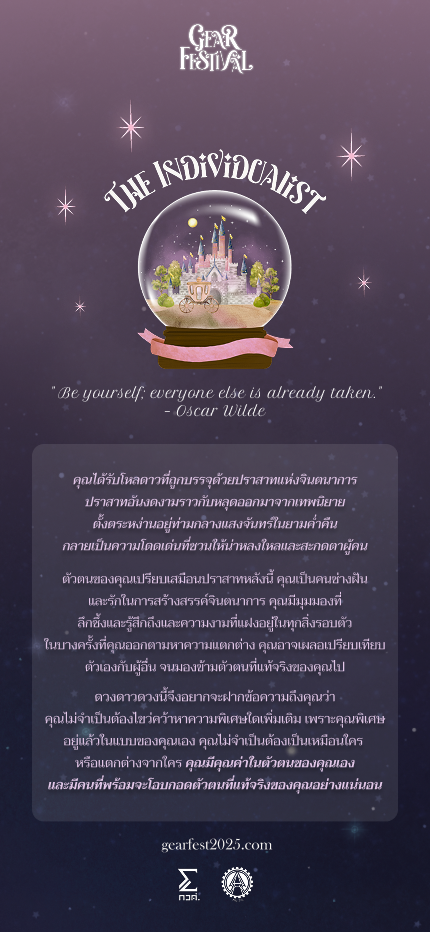 GEAR
FESTIVAL
THE INDIVIDUALIST
"Be yourself; everyone else is already taken."
- Oscar Wilde
คุณได้รับโหลดาวที่ถูกบรรจุด้วยปราสาทแห่งจินตนาการ
ปราสาทอันงดงามราวกับหลุดออกมาจากเทพนิยาย
ตั้งตระหง่านอยู่ท่ามกลางแสงจันทร์ในยามค่ำคืน
กลายเป็นความโดดเด่นที่ชวนให้น่าหลงใหลและสะกดตาผู้คน
ตัวตนของคุณเปรียบเสมือนปราสาทหลังนี้ คุณเป็นคนช่างฝัน
และรักในการสร้างสรรค์จินตนาการ คุณมีมุมมองที่
ลึกซึ้งและรู้สึกถึงและความงามที่แฝงอยู่ในทุกสิ่งรอบตัว
ในบางครั้งที่คุณออกตามหาความแตกต่าง คุณอาจเผลอเปรียบเทียบ
ตัวเองกับผู้อื่น จนมองข้ามตัวตนที่แท้จริงของคุณไป
ดวงดาวดวงนี้จึงอยากจะฝากข้อความถึงคุณว่า
คุณไม่จำเป็นต้องไขว่คว้าหาความพิเศษใดเพิ่มเติม เพราะคุณพิเศษ
อยู่แล้วในแบบของคุณเอง คุณไม่จำเป็นต้องเป็นเหมือนใคร
หรือแตกต่างจากใคร คุณมีคุณค่าในตัวตนของคุณเอง
และมีคนที่พร้อมจะโอบกอดตัวตนที่แท้จริงของคุณอย่างแน่นอน
gearfest2025.com
กวศ.